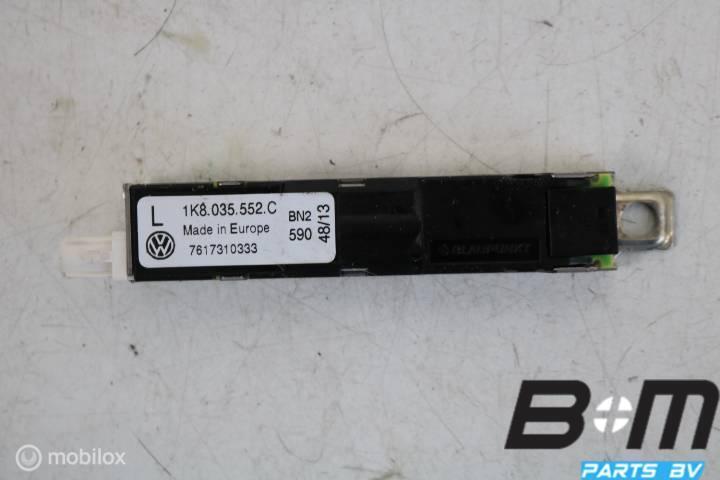 L
1K8.035.552.C
Made in Europe
7617310333
BN2
590
48/13
BLAUPUNKT
B+M
PARTS BV
mobilox